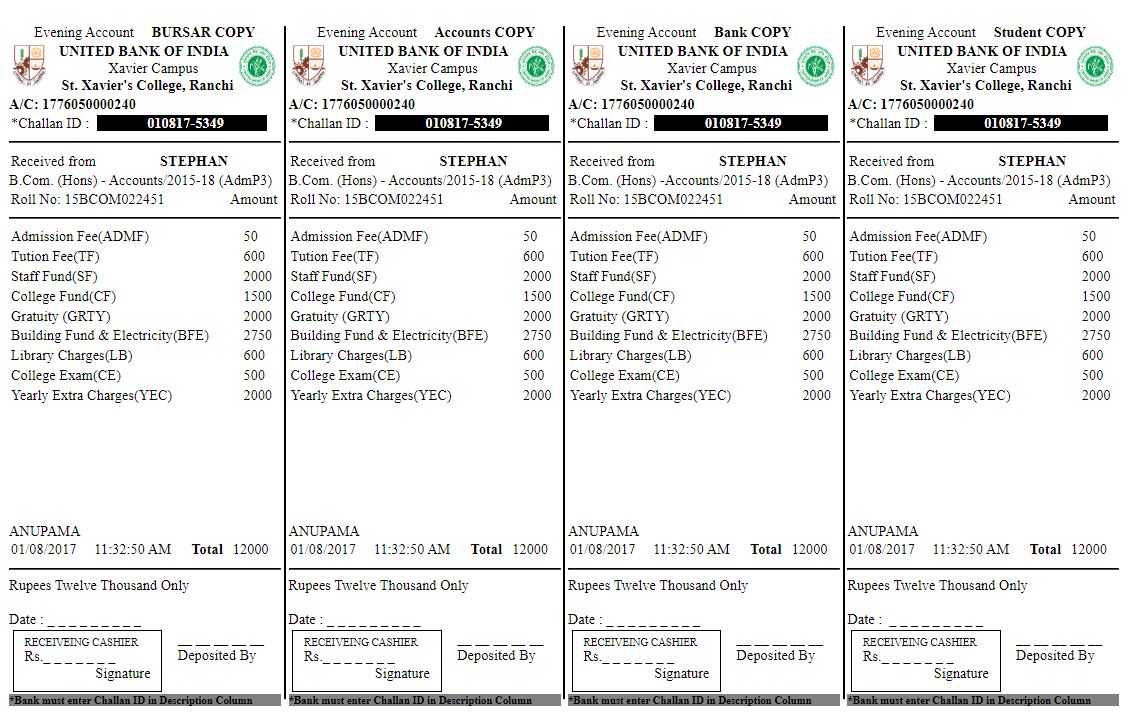 Evening Account BURSAR COPY
UNITED BANK OF INDIA
Xavier Campus
St. Xavier's College, Ranchi
A/C: 1776050000240
*Challan ID : 010817-5349
Received from STEPHAN
B.Com. (Hons) - Accounts/2015-18 (AdmP3)
Roll No: 15BCOM022451 Amount
Admission Fee(ADMF) 50
Tution Fee(TF) 600
Staff Fund(SF) 2000
College Fund(CF) 1500
Gratuity (GRTY) 2000
Building Fund & Electricity(BFE) 2750
Library Charges(LB) 600
College Exam(CE) 500
Yearly Extra Charges(YEC) 2000
ANUPAMA
01/08/2017 11:32:50 AM Total 12000
Rupees Twelve Thousand Only
Date : _ _ _ _ _ _ _ _ _
RECEIVEING CASHIER
Rs._ _ _ _ _ _ _
Signature
__ __ __ __ __
Deposited By
*Bank must enter Challan ID in Description Column
Evening Account Accounts COPY
UNITED BANK OF INDIA
Xavier Campus
St. Xavier's College, Ranchi
A/C: 1776050000240
*Challan ID : 010817-5349
Received from STEPHAN
B.Com. (Hons) - Accounts/2015-18 (AdmP3)
Roll No: 15BCOM022451 Amount
Admission Fee(ADMF) 50
Tution Fee(TF) 600
Staff Fund(SF) 2000
College Fund(CF) 1500
Gratuity (GRTY) 2000
Building Fund & Electricity(BFE) 2750
Library Charges(LB) 600
College Exam(CE) 500
Yearly Extra Charges(YEC) 2000
ANUPAMA
01/08/2017 11:32:50 AM Total 12000
Rupees Twelve Thousand Only
Date : _ _ _ _ _ _ _ _ _
RECEIVEING CASHIER
Rs._ _ _ _ _ _ _
Signature
__ __ __ __ __
Deposited By
*Bank must enter Challan ID in Description Column
Evening Account Bank COPY
UNITED BANK OF INDIA
Xavier Campus
St. Xavier's College, Ranchi
A/C: 1776050000240
*Challan ID : 010817-5349
Received from STEPHAN
B.Com. (Hons) -Accounts/2015-18 (AdmP3)
Roll No: 15BCOM022451 Amount
Admission Fee(ADMF) 50
Tution Fee(TF) 600
Staff Fund(SF) 2000
College Fund(CF) 1500
Gratuity (GRTY) 2000
Building Fund & Electricity(BFE) 2750
Library Charges(LB) 600
College Exam(CE) 500
Yearly Extra Charges(YEC) 2000
ANUPAMA
01/08/2017 11:32:50 AM Total 12000
Rupees Twelve Thousand Only
Date : _ _ _ _ _ _ _ _ _
RECEIVEING CASHIER
Rs._ _ _ _ _ _ _
Signature
__ __ __ __ __
Deposited By
*Bank must enter Challan ID in Description Column
Evening Account Student COPY
UNITED BANK OF INDIA
Xavier Campus
St. Xavier's College, Ranchi
A/C: 1776050000240
*Challan ID : 010817-5349
Received from STEPHAN
B.Com. (Hons) - Accounts/2015-18 (AdmP3)
Roll No: 15BCOM022451 Amount
Admission Fee(ADMF) 50
Tution Fee(TF) 600
Staff Fund(SF) 2000
College Fund(CF) 1500
Gratuity (GRTY) 2000
Building Fund & Electricity(BFE) 2750
Library Charges(LB) 600
College Exam(CE) 500
Yearly Extra Charges(YEC) 2000
ANUPAMA
01/08/2017 11:32:50 AM Total 12000
Rupees Twelve Thousand Only
Date : _ _ _ _ _ _ _ _ _
RECEIVEING CASHIER
Rs._ _ _ _ _ _ _
Signature
__ __ __ __ __
Deposited By
*Bank must enter Challan ID in Description Column